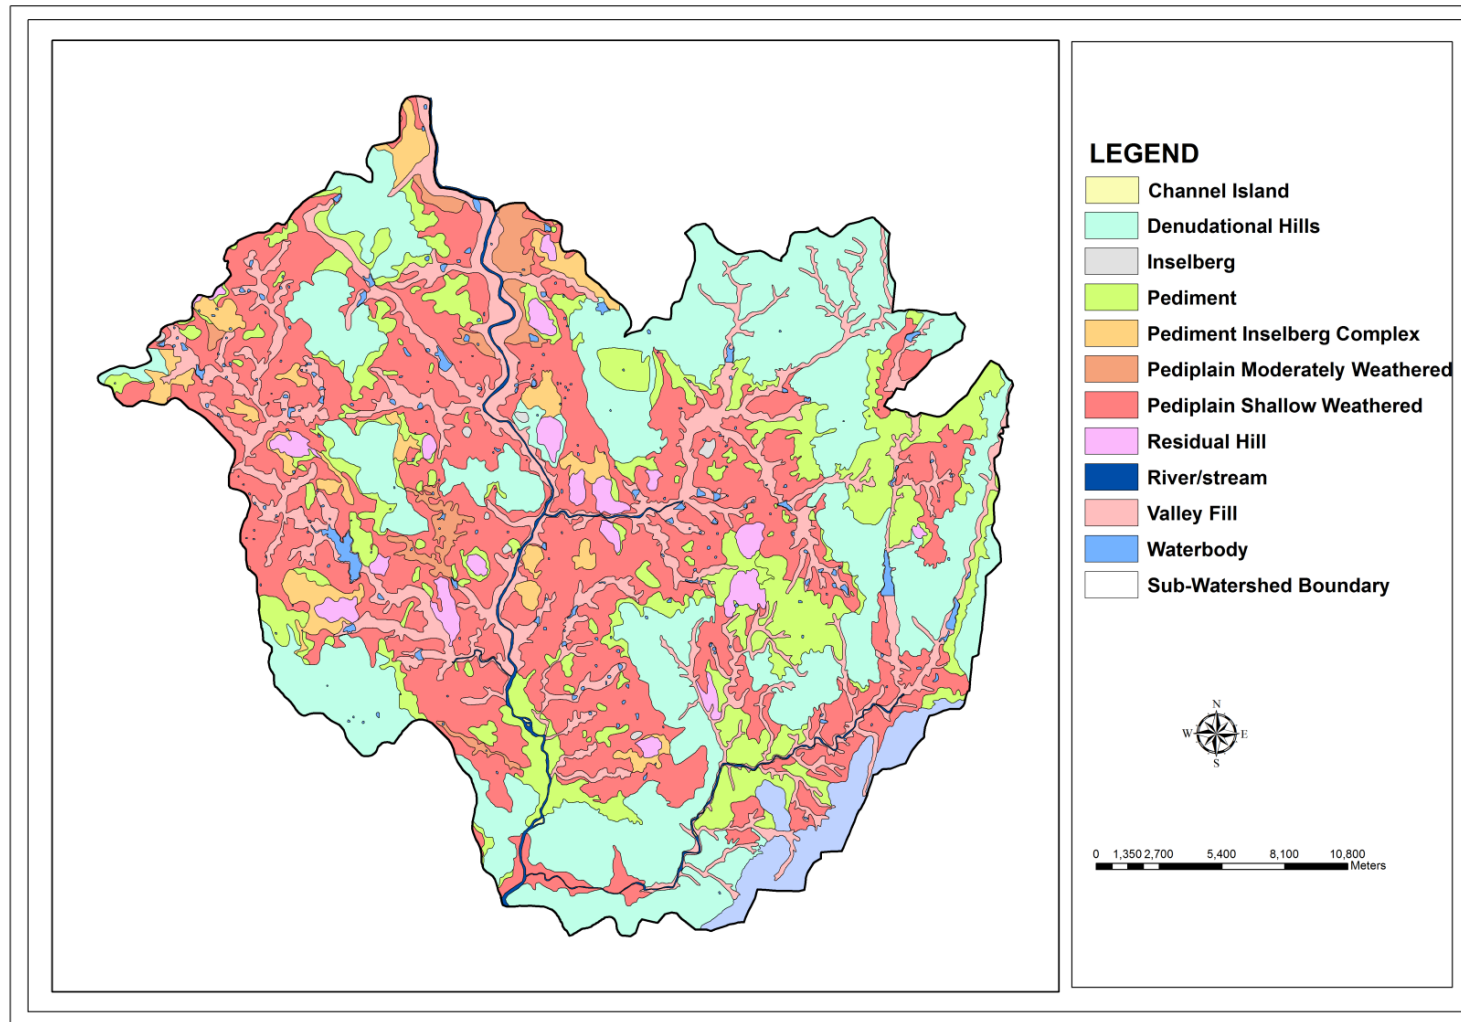 LEGEND
Channel Island
Denudational Hills
Inselberg
Pediment
Pediment Inselberg Complex
Pediplain Moderately Weathered
Pediplain Shallow Weathered
Residual Hill
River/stream
Valley Fill
Waterbody
Sub-Watershed Boundary
N
W E
S
0 1,350 2,700 5,400 8,100 10,800
Meters